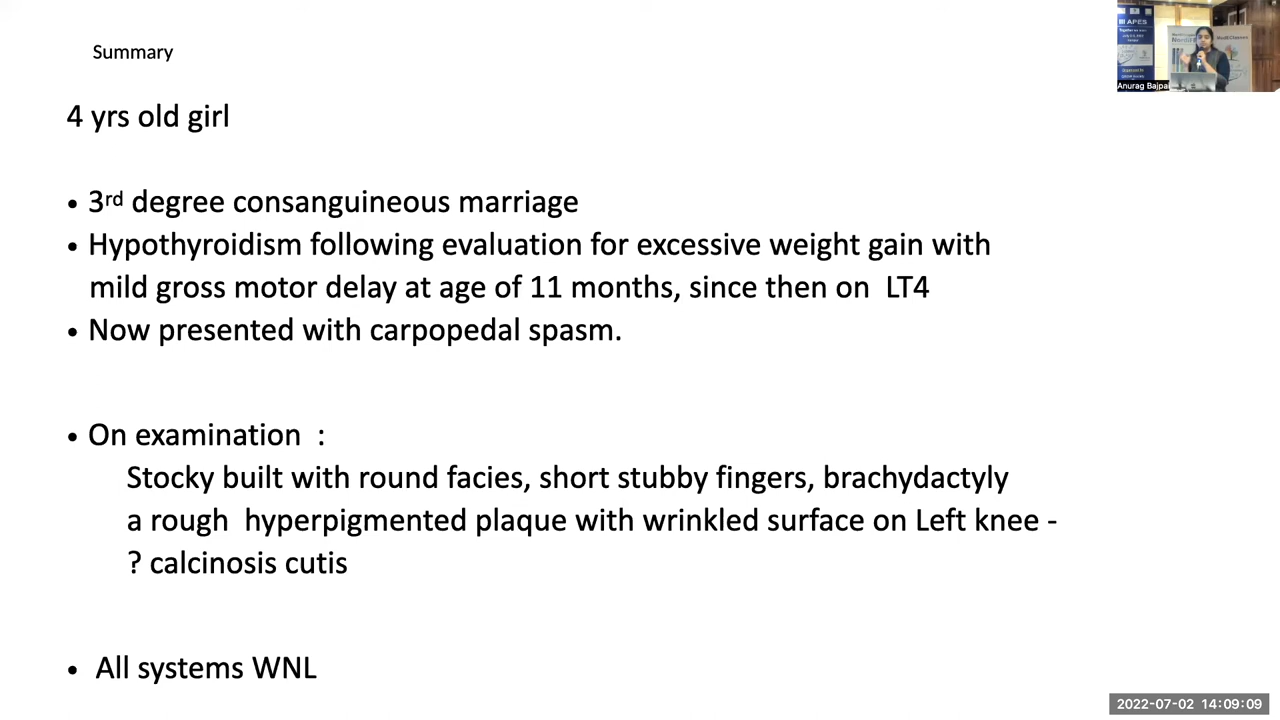 Summary
4 yrs old girl
• 3rd degree consanguineous marriage
• Hypothyroidism following evaluation for excessive weight gain with
mild gross motor delay at age of 11 months, since then on LT4
• Now presented with carpopedal spasm.
• On examination :
Stocky built with round facies, short stubby fingers, brachydactyly
a rough hyperpigmented plaque with wrinkled surface on Left knee -
? calcinosis cutis
• All systems WNL
APES
Anurag Bajpai
2022-07-02 14:09:09